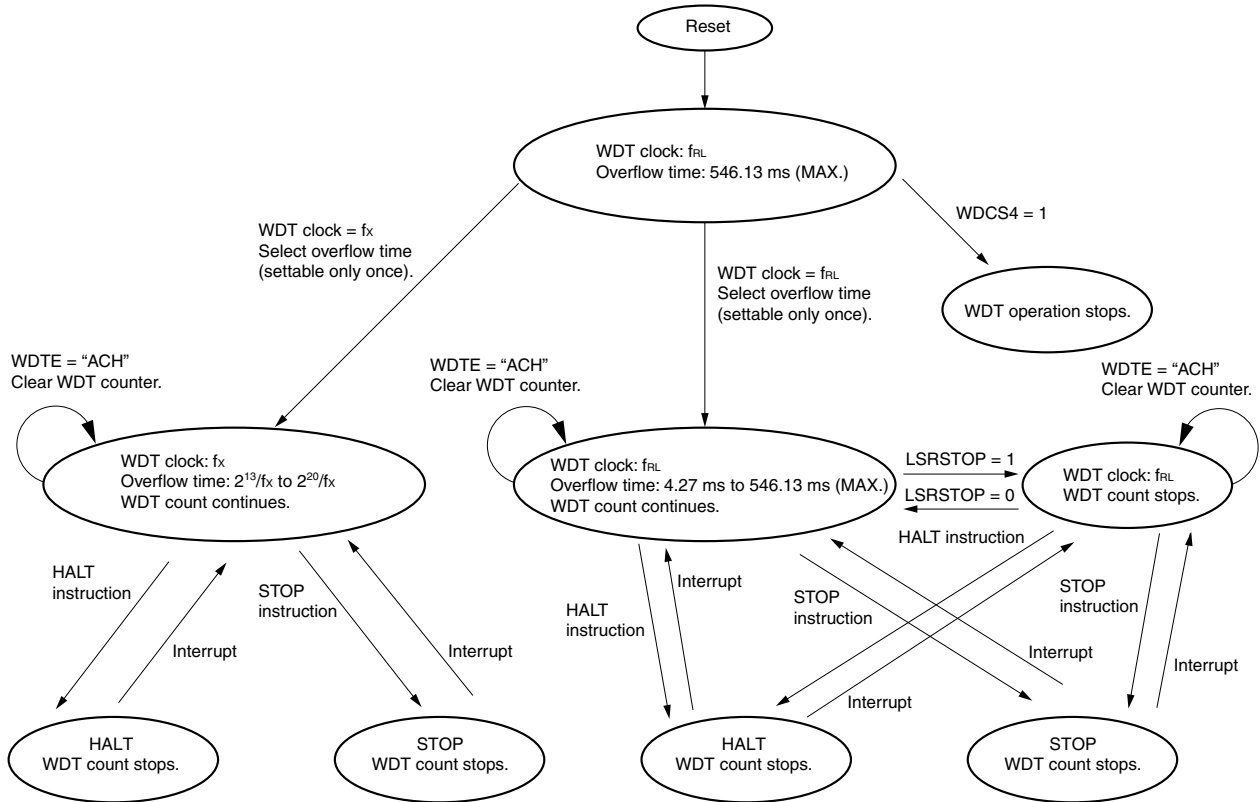 Reset
WDT clock: fRL
Overflow time: 546.13 ms (MAX.)
WDCS4 = 1
WDT clock = fX
Select overflow time
(settable only once).
WDT clock = fRL
Select overflow time
(settable only once).
WDT operation stops.
WDTE = “ACH”
Clear WDT counter.
WDTE = “ACH”
Clear WDT counter.
WDTE = “ACH”
Clear WDT counter.
WDT clock: fX
Overflow time: 2¹³/fX to 2²⁰/fX
WDT count continues.
WDT clock: fRL
Overflow time: 4.27 ms to 546.13 ms (MAX.)
WDT count continues.
LSRSTOP = 1
LSRSTOP = 0
WDT clock: fRL
WDT count stops.
HALT instruction
HALT
instruction
STOP
instruction
Interrupt
Interrupt
HALT
instruction
Interrupt
STOP
instruction
STOP
instruction
Interrupt
Interrupt
Interrupt
HALT
WDT count stops.
STOP
WDT count stops.
HALT
WDT count stops.
STOP
WDT count stops.